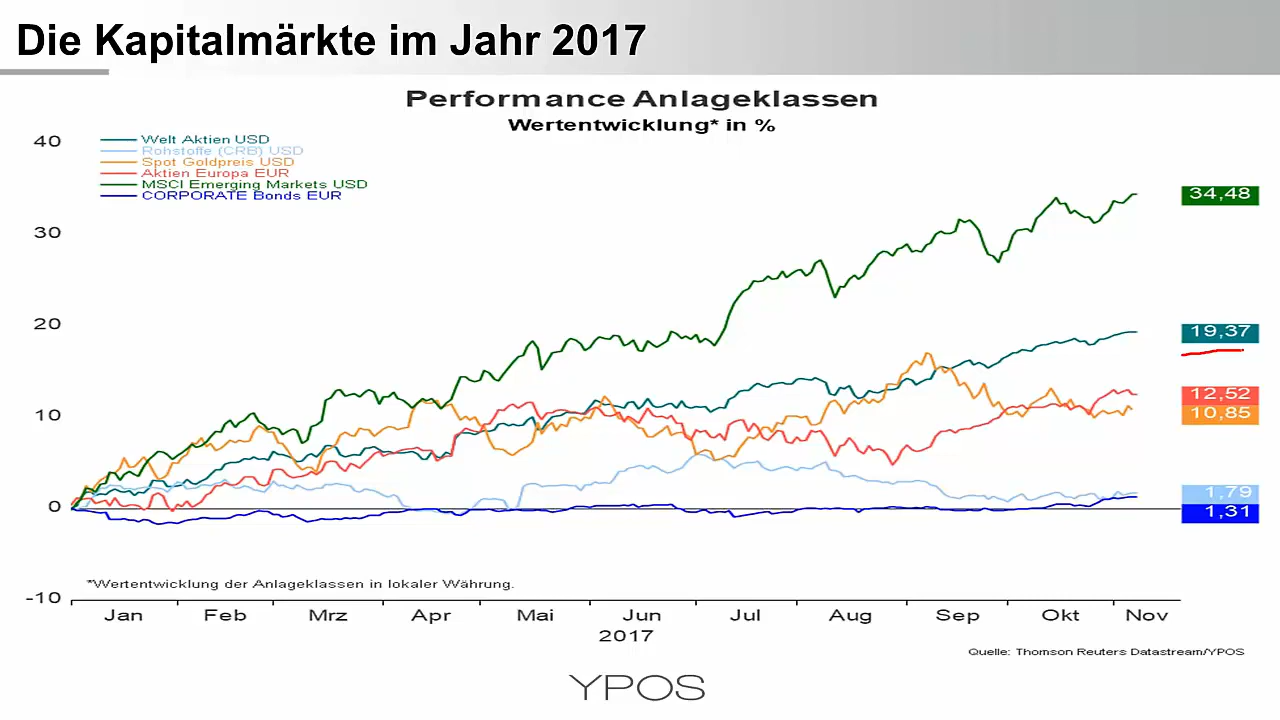 Die Kapitalmärkte im Jahr 2017
Performance Anlageklassen
Wertentwicklung* in %
40
30
20
10
0
-10
Welt Aktien USD
Rohstoffe (CRB) USD
Spot Goldpreis USD
Aktien Europa EUR
MSCI Emerging Markets USD
CORPORATE Bonds EUR
34,48
19,37
12,52
10,85
1,79
1,31
*Wertentwicklung der Anlageklassen in lokaler Währung.
Jan Feb Mrz Apr Mai Jun Jul Aug Sep Okt Nov
2017
Quelle: Thomson Reuters Datastream/YPOS
YPOS